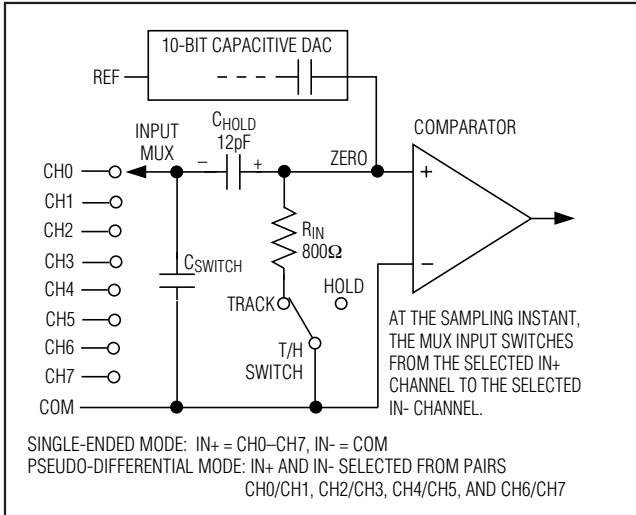 10-BIT CAPACITIVE DAC
REF
COMPARATOR
INPUT
MUX
CHOLD
12pF
− +
ZERO
+
CH0
CH1
CH2
CH3
CH4
CH5
CH6
CH7
COM
CSWITCH
RIN
800Ω
−
TRACK
HOLD
T/H
SWITCH
AT THE SAMPLING INSTANT,
THE MUX INPUT SWITCHES
FROM THE SELECTED IN+
CHANNEL TO THE SELECTED
IN- CHANNEL.
SINGLE-ENDED MODE: IN+ = CH0–CH7, IN- = COM
PSEUDO-DIFFERENTIAL MODE: IN+ AND IN- SELECTED FROM PAIRS
CH0/CH1, CH2/CH3, CH4/CH5, AND CH6/CH7